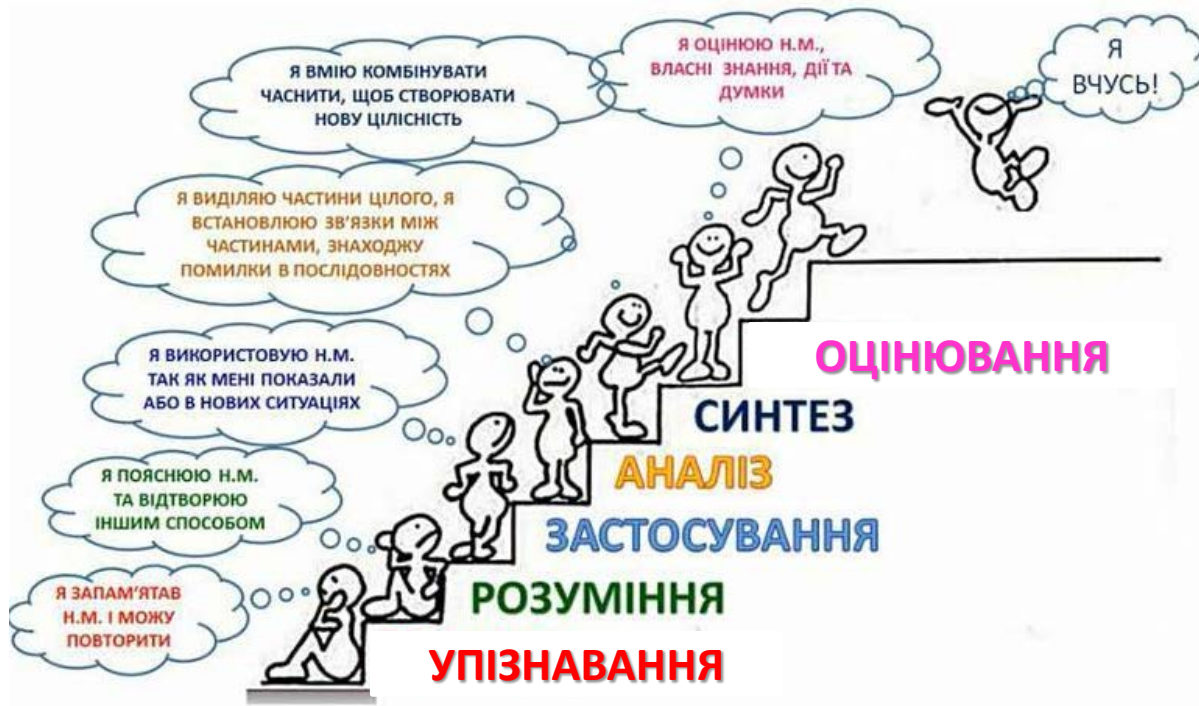 Я ОЦІНЮЮ Н.М.,
ВЛАСНІ ЗНАННЯ, ДІЇ ТА
ДУМКИ
Я
ВЧУСЬ!
Я ВМІЮ КОМБІНУВАТИ
ЧАСНИТИ, ЩОБ СТВОРЮВАТИ
НОВУ ЦІЛІСНІСТЬ
Я ВИДІЛЯЮ ЧАСТИНИ ЦІЛОГО, Я
ВСТАНОВЛЮЮ ЗВ'ЯЗКИ МІЖ
ЧАСТИНАМИ, ЗНАХОДЖУ
ПОМИЛКИ В ПОСЛІДОВНОСТЯХ
Я ВИКОРИСТОВУЮ Н.М.
ТАК ЯК МЕНІ ПОКАЗАЛИ
АБО В НОВИХ СИТУАЦІЯХ
Я ПОЯСНЮЮ Н.М.
ТА ВІДТВОРЮЮ
ІНШИМ СПОСОБОМ
Я ЗАПАМ'ЯТАВ
Н.М. І МОЖУ
ПОВТОРИТИ
ОЦІНЮВАННЯ
СИНТЕЗ
АНАЛІЗ
ЗАСТОСУВАННЯ
РОЗУМІННЯ
УПІЗНАВАННЯ